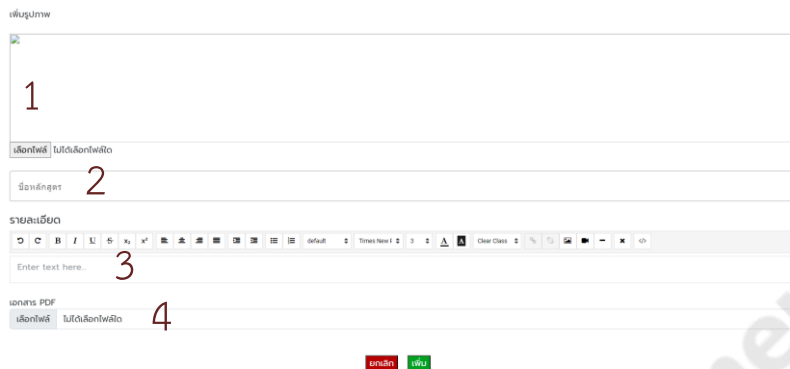 เพิ่มรูปภาพ
1
เลือกไฟล์ ไม่ได้เลือกไฟล์ใด
ชื่อหลักสูตร 2
รายละเอียด
B I U S x₂ x² default Times New R 3 A A Clear Class </>
Enter text here.. 3
เอกสาร PDF
เลือกไฟล์ ไม่ได้เลือกไฟล์ใด 4
ยกเลิก เพิ่ม